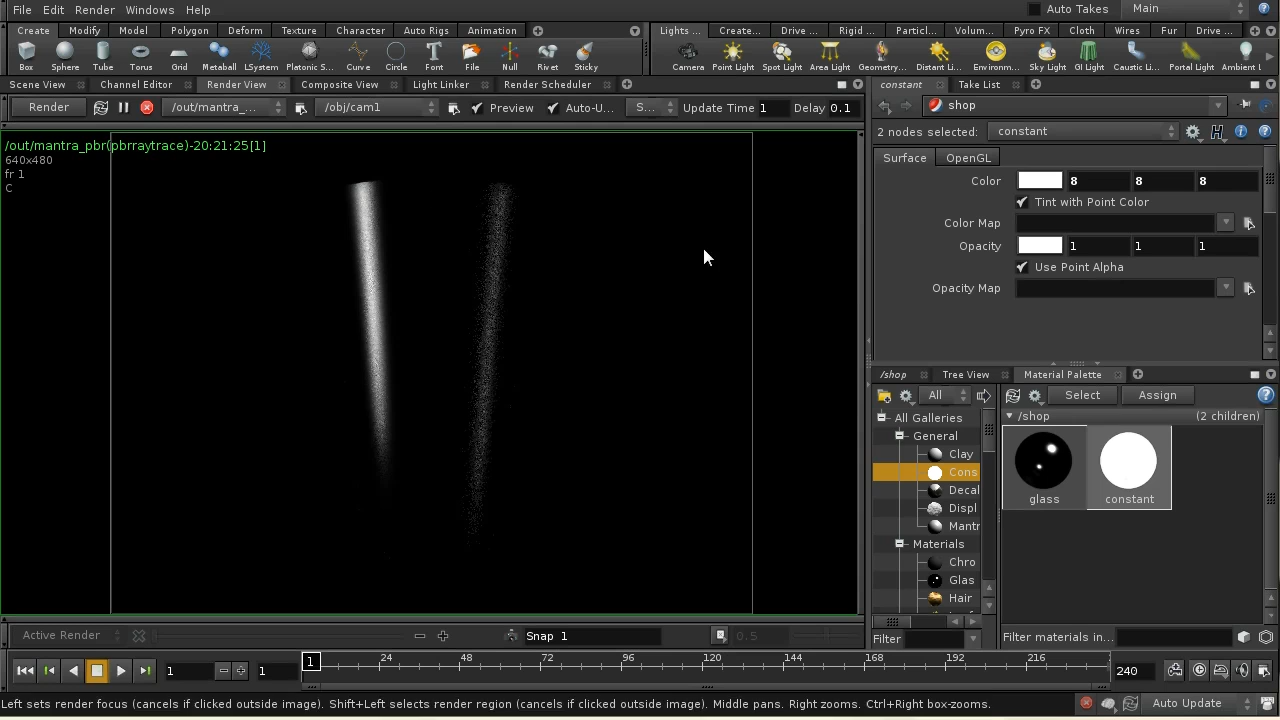 File Edit Render Windows Help Auto Takes Main
Create Modify Model Polygon Deform Texture Character Auto Rigs Animation Lights ... Create... Drive ... Rigid ... Particl... Volum... Pyro FX Cloth Wires Fur Drive ...
Box Sphere Tube Torus Grid Metaball LSystem Platonic S... Curve Circle Font File Null Rivet Sticky Camera Point Light Spot Light Area Light Geometry... Distant Li... Environm... Sky Light GI Light Caustic Li... Portal Light Ambient L
Scene View Channel Editor Render View Composite View Light Linker Render Scheduler constant Take List
Render /out/mantra_... /obj/cam1 Preview Auto-U... S... Update Time 1 Delay 0.1 shop
2 nodes selected: constant
/out/mantra_pbr(pbrraytrace)-20:21:25[1]
640x480
fr 1
C
Surface OpenGL
Color 8 8 8
Tint with Point Color
Color Map
Opacity 1 1 1
Use Point Alpha
Opacity Map
/shop Tree View Material Palette
All Select Assign
All Galleries
General
Clay
Cons
Decal
Displ
Mantr
Materials
Chro
Glas
Hair
Filter
/shop (2 children)
glass constant
Filter materials in...
Active Render Snap 1 0.5
1 1 1 24 48 72 96 120 144 168 192 216 240
Left sets render focus (cancels if clicked outside image). Shift+Left selects render region (cancels if clicked outside image). Middle pans. Right zooms. Ctrl+Right box-zooms. Auto Update